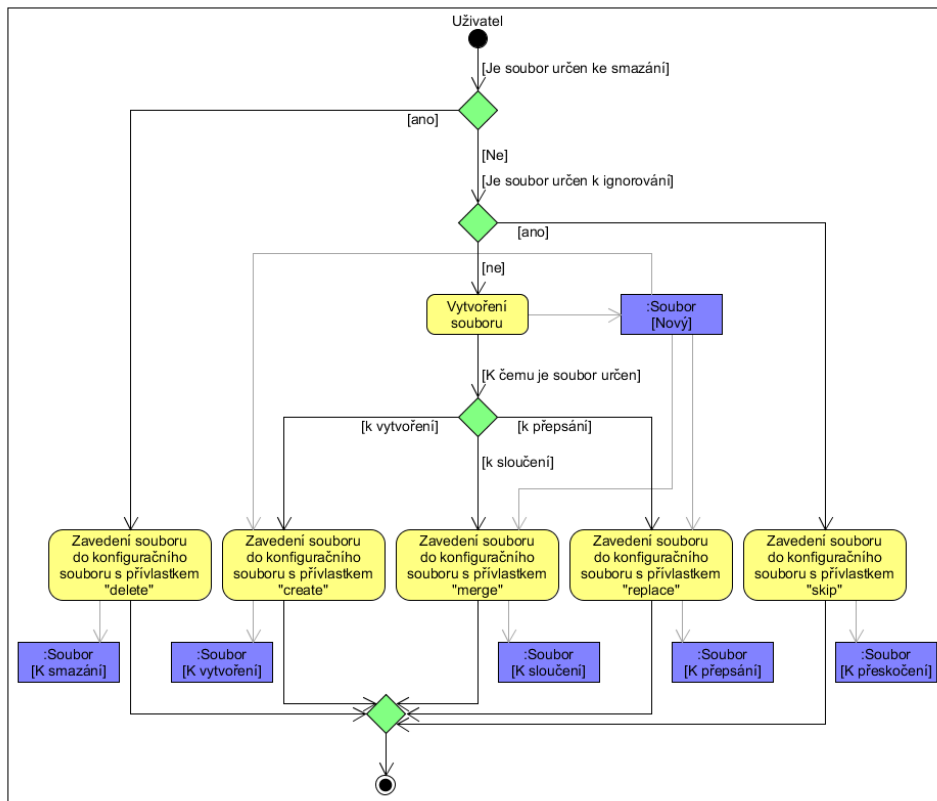 Uživatel
[Je soubor určen ke smazání]
[ano]
[Ne]
[Je soubor určen k ignorování]
[ano]
[ne]
Vytvoření
souboru
:Soubor
[Nový]
[K čemu je soubor určen]
[k vytvoření]
[k přepsání]
[k sloučení]
Zavedení souboru
do konfiguračního
souboru s přívlastkem
"delete"
Zavedení souboru
do konfiguračního
souboru s přívlastkem
"create"
Zavedení souboru
do konfiguračního
souboru s přívlastkem
"merge"
Zavedení souboru
do konfiguračního
souboru s přívlastkem
"replace"
Zavedení souboru
do konfiguračního
souboru s přívlastkem
"skip"
:Soubor
[K smazání]
:Soubor
[K vytvoření]
:Soubor
[K sloučení]
:Soubor
[K přepsání]
:Soubor
[K přeskočení]